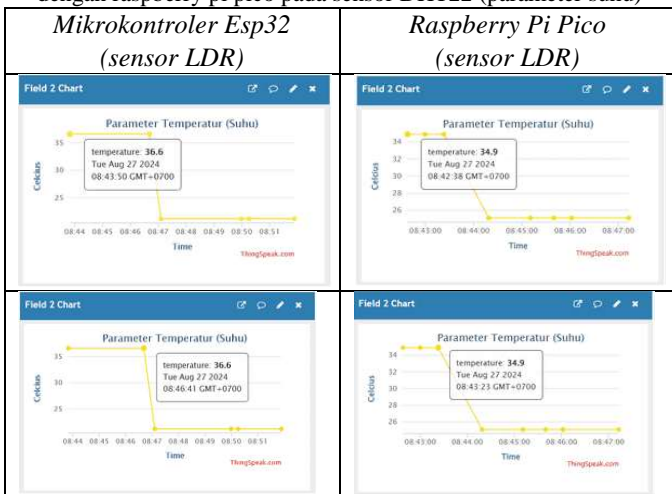 dengan raspberry pi pico pada sensor DHT22 (parameter suhu)
Mikrokontroler Esp32
(sensor LDR)
Raspberry Pi Pico
(sensor LDR)
Field 2 Chart
Parameter Temperatur (Suhu)
35
30
25
Celcius
temperature: 36.6
Tue Aug 27 2024
08:43:50 GMT+0700
08:44 08:45 08:46 08:47 08:48 08:49 08:50 08:51
Time
ThingSpeak.com
Field 2 Chart
Parameter Temperatur (Suhu)
34
32
30
28
26
Celcius
temperature: 34.9
Tue Aug 27 2024
08:42:38 GMT+0700
08:43:00 08:44:00 08:45:00 08:46:00 08:47:00
Time
ThingSpeak.com
Field 2 Chart
Parameter Temperatur (Suhu)
35
30
25
Celcius
temperature: 36.6
Tue Aug 27 2024
08:46:41 GMT+0700
08:44 08:45 08:46 08:47 08:48 08:49 08:50 08:51
Time
ThingSpeak.com
Field 2 Chart
Parameter Temperatur (Suhu)
34
32
30
28
26
Celcius
temperature: 34.9
Tue Aug 27 2024
08:43:23 GMT+0700
08:43:00 08:44:00 08:45:00 08:46:00 08:47:00
Time
ThingSpeak.com